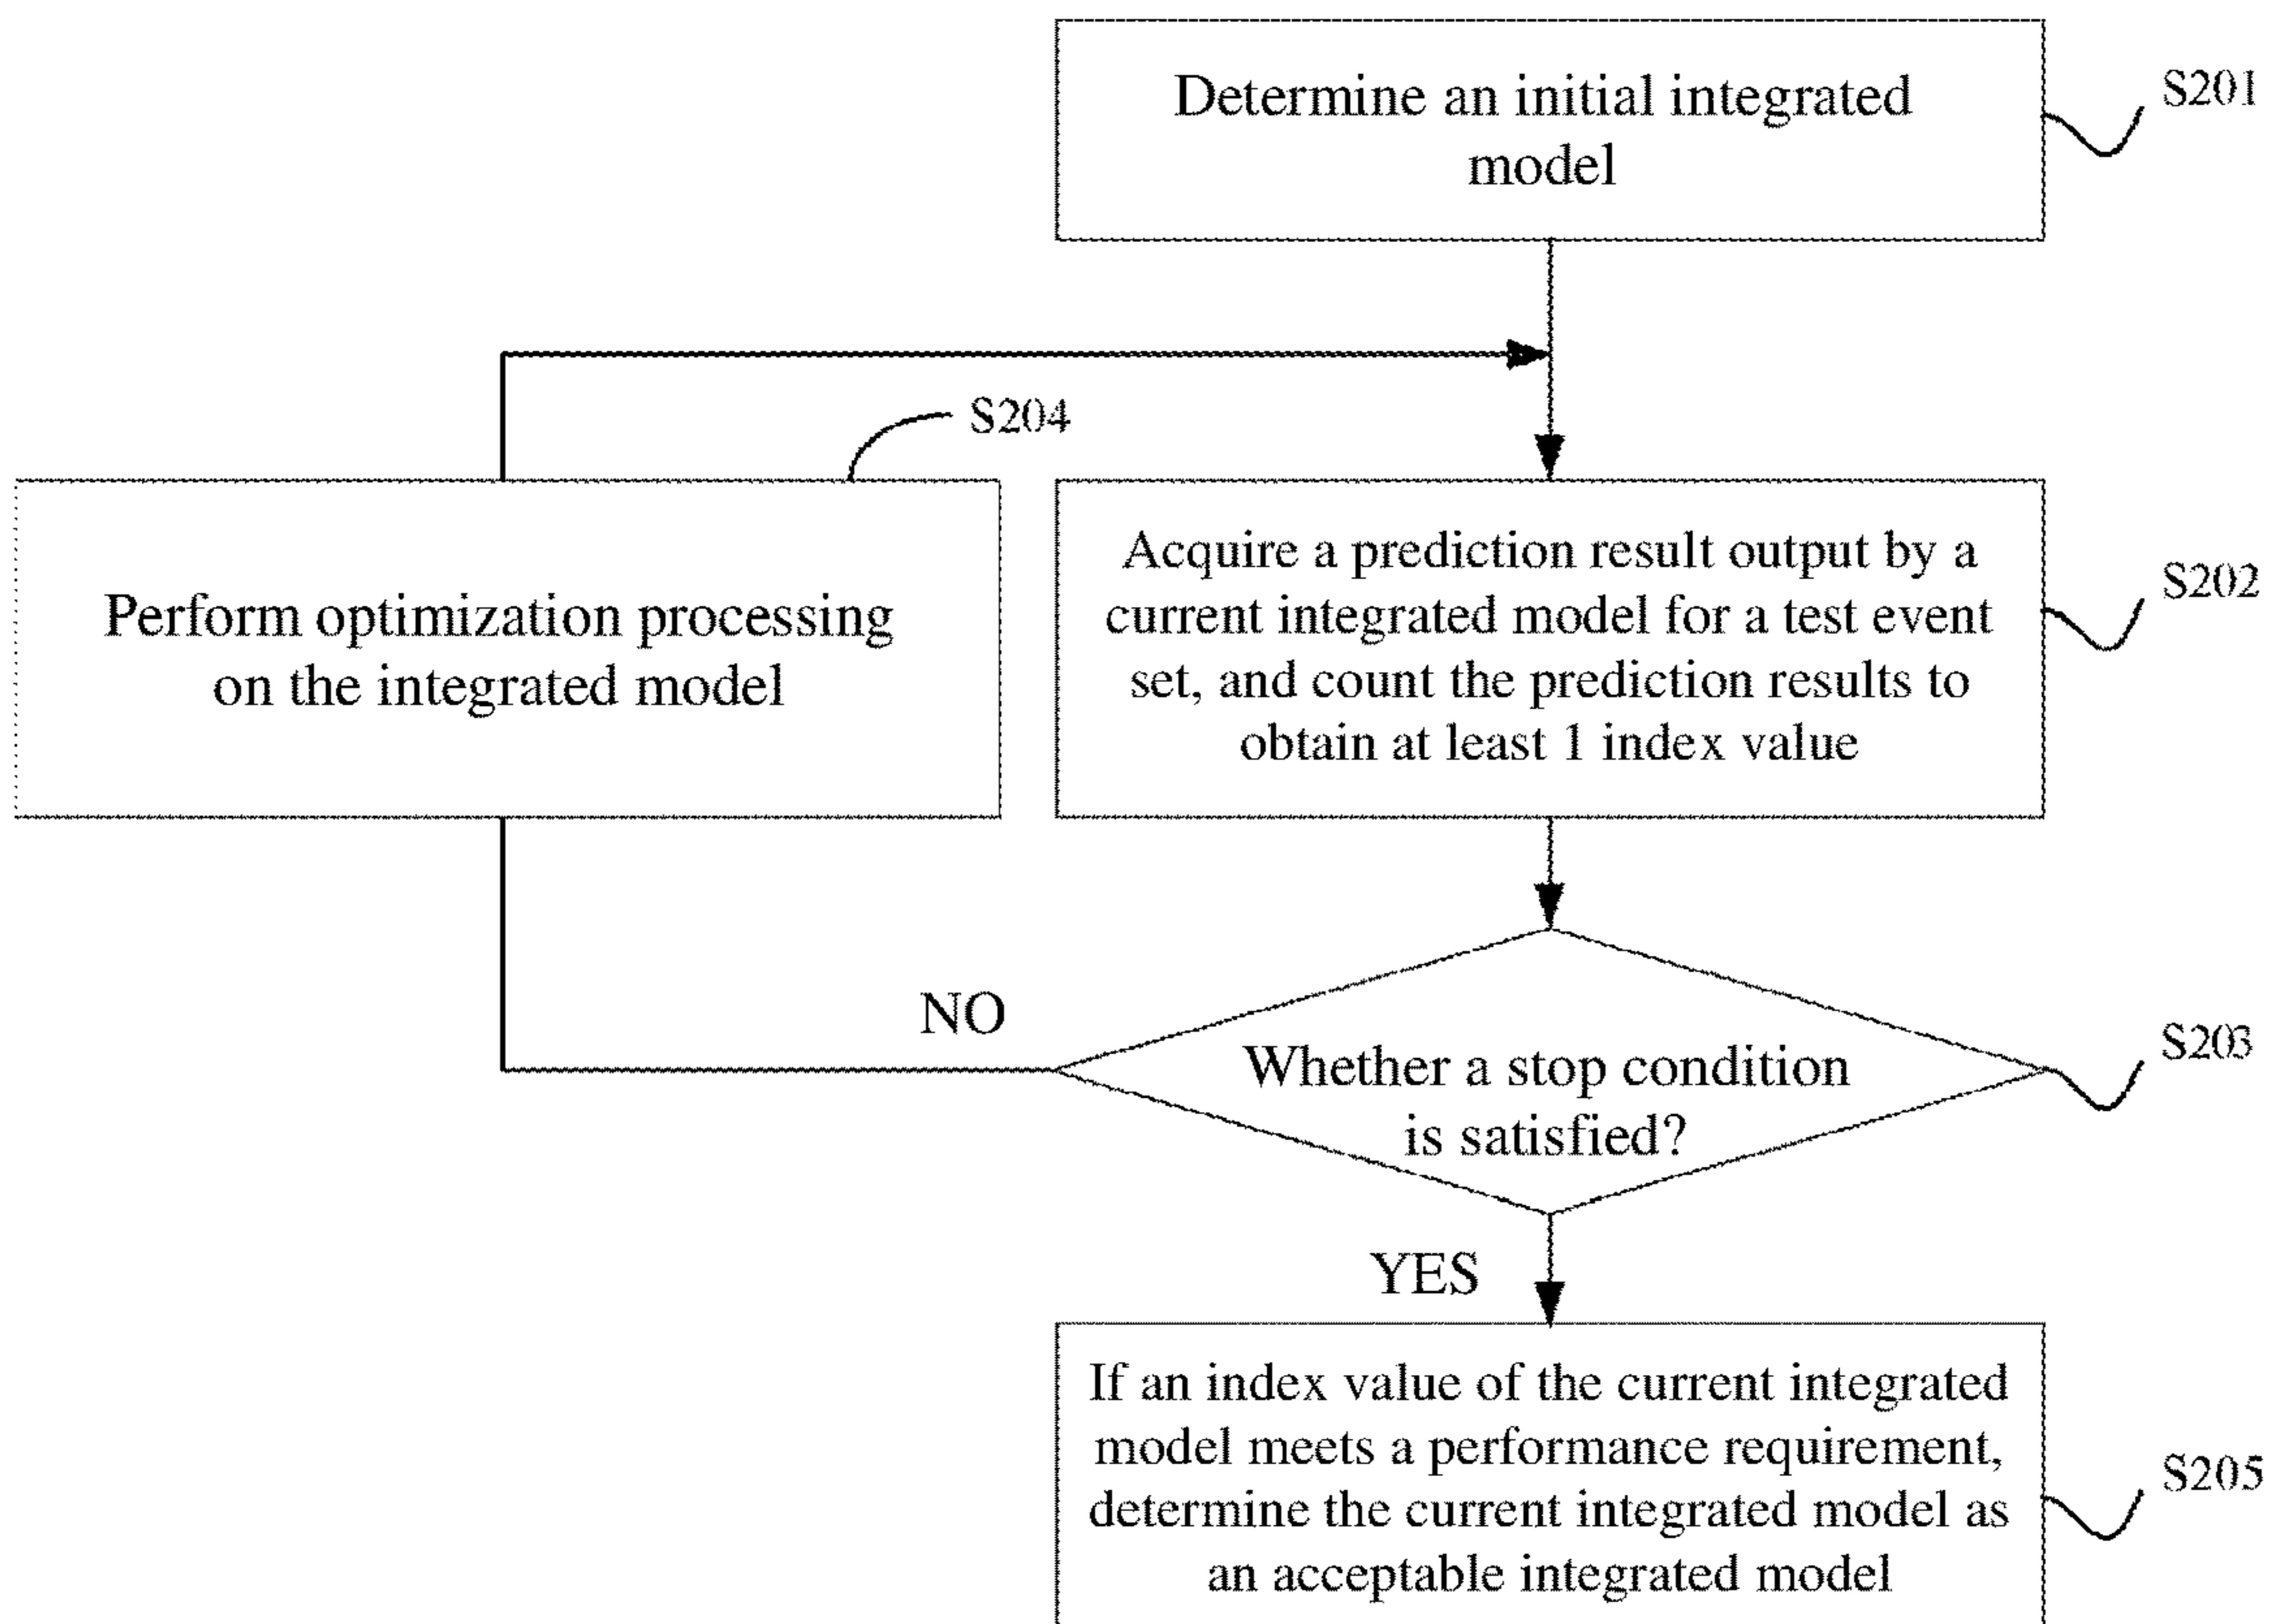 Determine an initial integrated
model
S201
S204
Perform optimization processing
on the integrated model
Acquire a prediction result output by a
current integrated model for a test event
set, and count the prediction results to
obtain at least 1 index value
S202
NO
Whether a stop condition
is satisfied?
S203
YES
If an index value of the current integrated
model meets a performance requirement,
determine the current integrated model as
an acceptable integrated model
S205